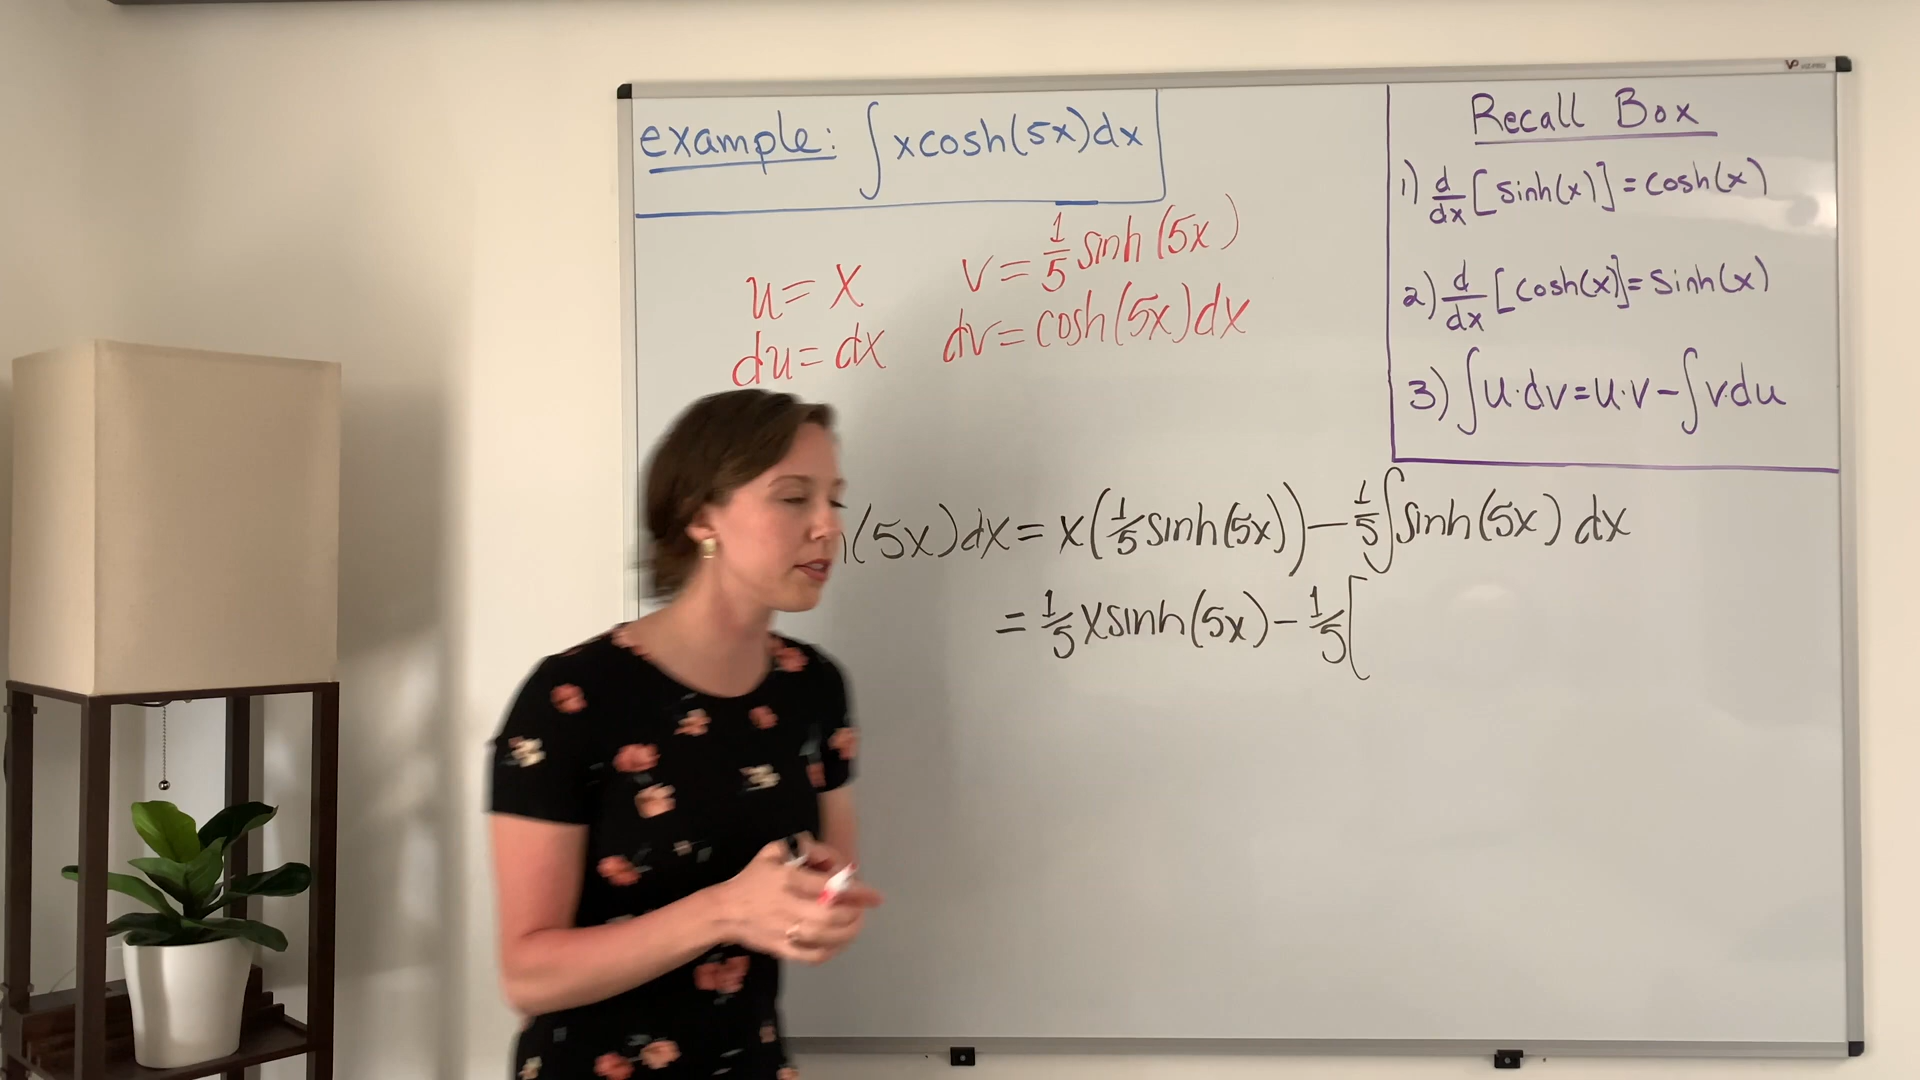 example: ∫xcosh(5x)dx
u=x v=1/5 sinh(5x)
du=dx dv=cosh(5x)dx
(5x)dx=x(1/5 sinh(5x))-1/5∫sinh(5x)dx
=1/5 xsinh(5x)-1/5[
Recall Box
1) d/dx[sinh(x)]=cosh(x)
2) d/dx[cosh(x)]=sinh(x)
3) ∫u·dv=u·v-∫v·du
VP